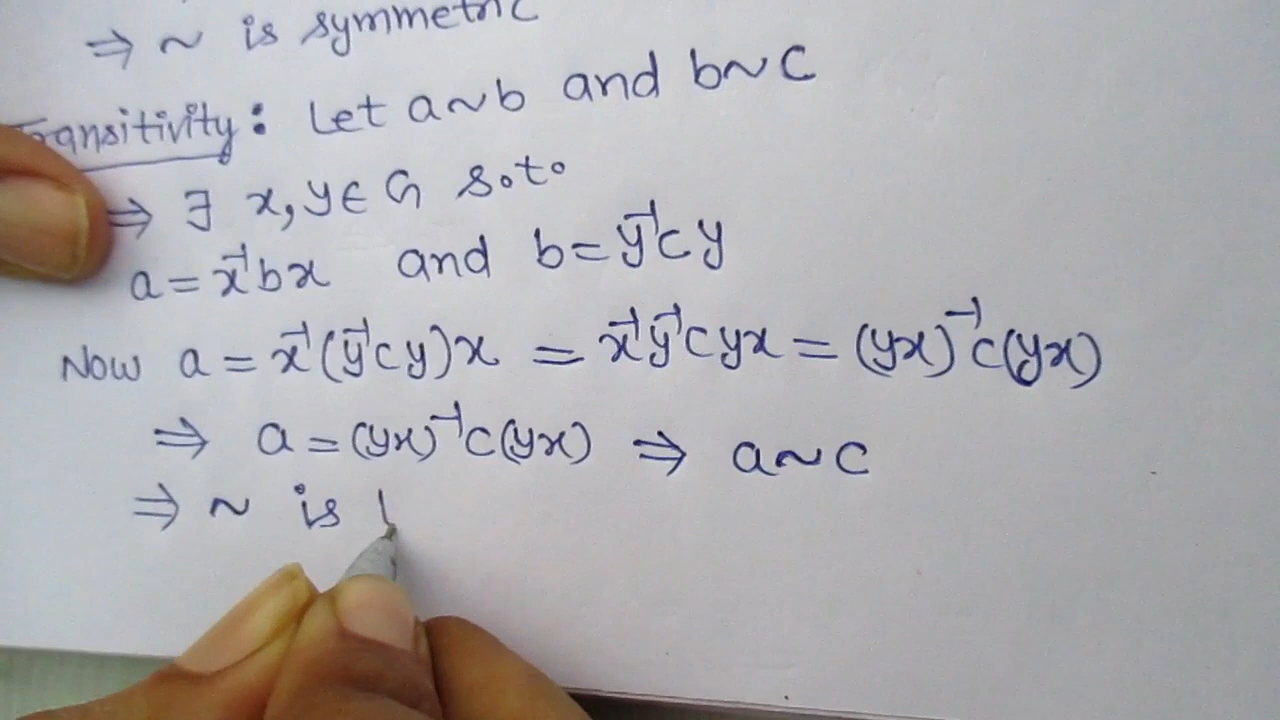 ⇒ ~ is symmetric
Transitivity: Let a~b and b~c
⇒ ∃ x, y ∈ G s.t.
a = x⁻¹bx and b = y⁻¹cy
Now a = x⁻¹(y⁻¹cy)x = x⁻¹y⁻¹cyx = (yx)⁻¹c(yx)
⇒ a = (yx)⁻¹c(yx) ⇒ a~c
⇒ ~ is